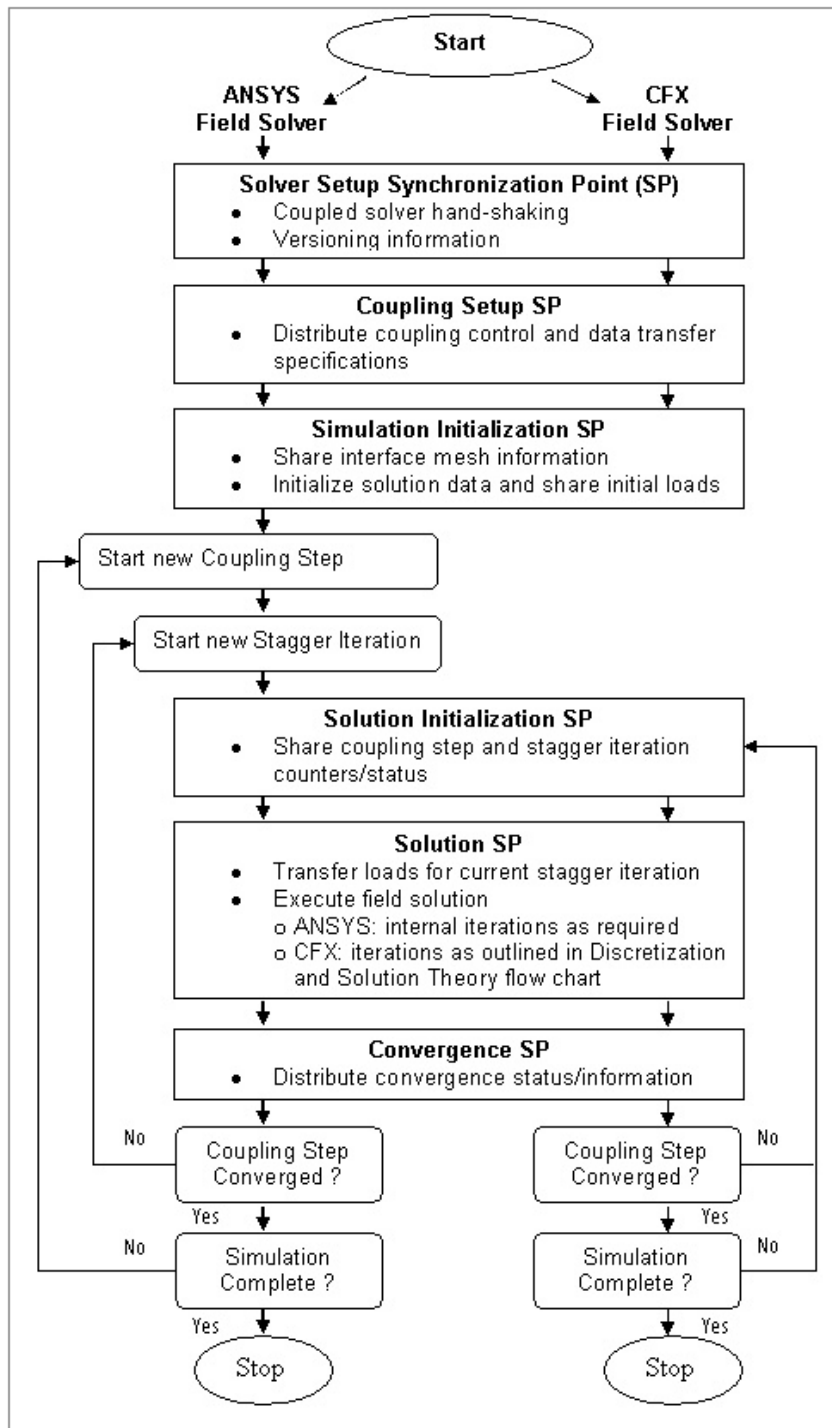 Start
ANSYS
Field Solver
CFX
Field Solver
Solver Setup Synchronization Point (SP)
● Coupled solver hand-shaking
● Versioning information
Coupling Setup SP
● Distribute coupling control and data transfer
specifications
Simulation Initialization SP
● Share interface mesh information
● Initialize solution data and share initial loads
Start new Coupling Step
Start new Stagger Iteration
Solution Initialization SP
● Share coupling step and stagger iteration
counters/status
Solution SP
● Transfer loads for current stagger iteration
● Execute field solution
o ANSYS: internal iterations as required
o CFX: iterations as outlined in Discretization
and Solution Theory flow chart
Convergence SP
● Distribute convergence status/information
No
Coupling Step
Converged ?
Yes
No
Simulation
Complete ?
Yes
Stop
Coupling Step
Converged ?
No
Yes
Simulation
Complete ?
No
Yes
Stop